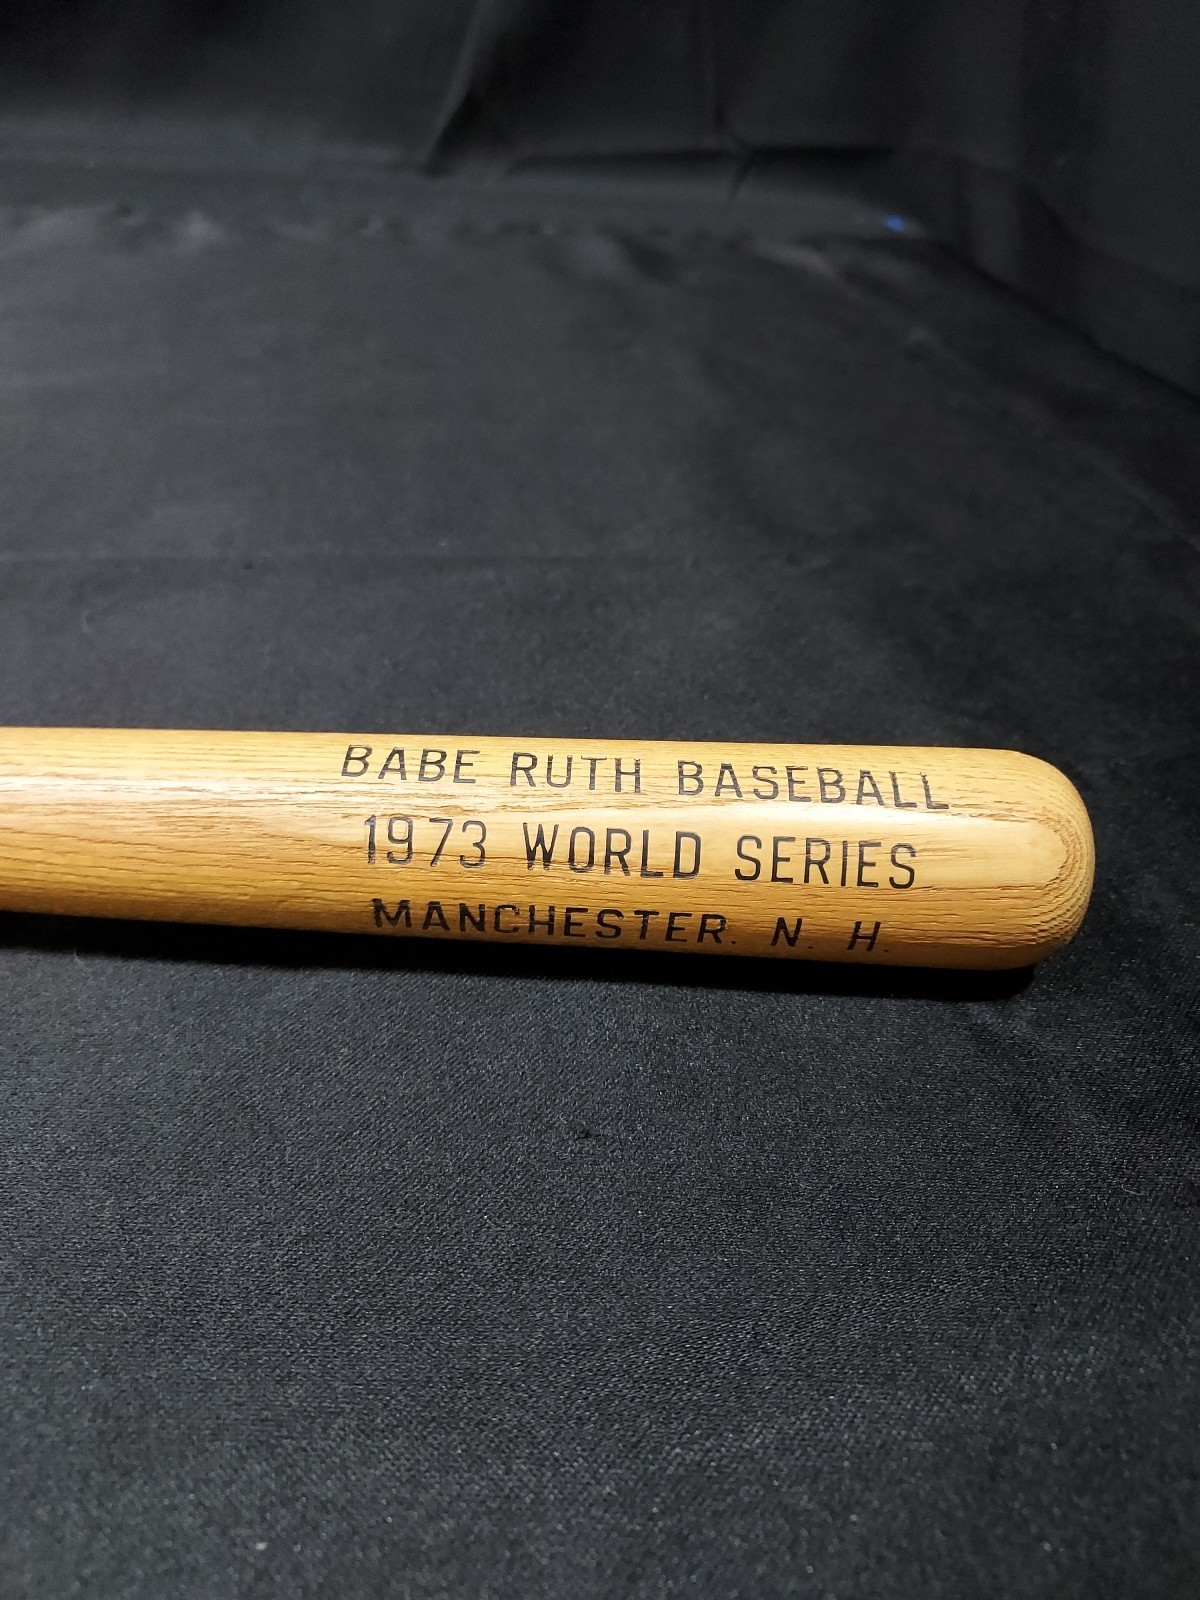 BABE RUTH BASEBALL
1973 WORLD SERIES
MANCHESTER. N. H.